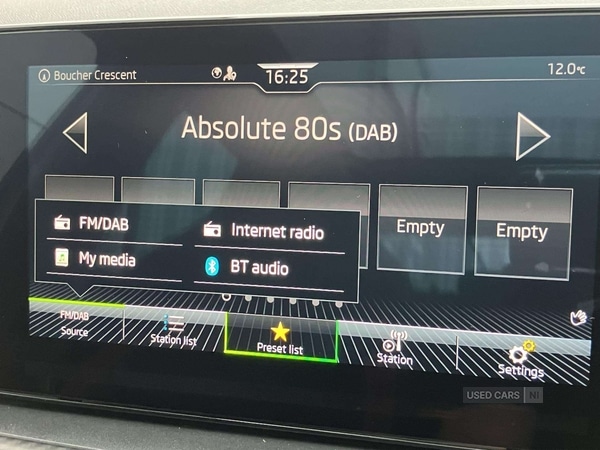 Boucher Crescent
16:25
12.0°C
Absolute 80s (DAB)
Empty
Empty
FM/DAB
Internet radio
My media
BT audio
FM/DAB
Source
Station list
Preset list
Station
Settings
USED CARS NI